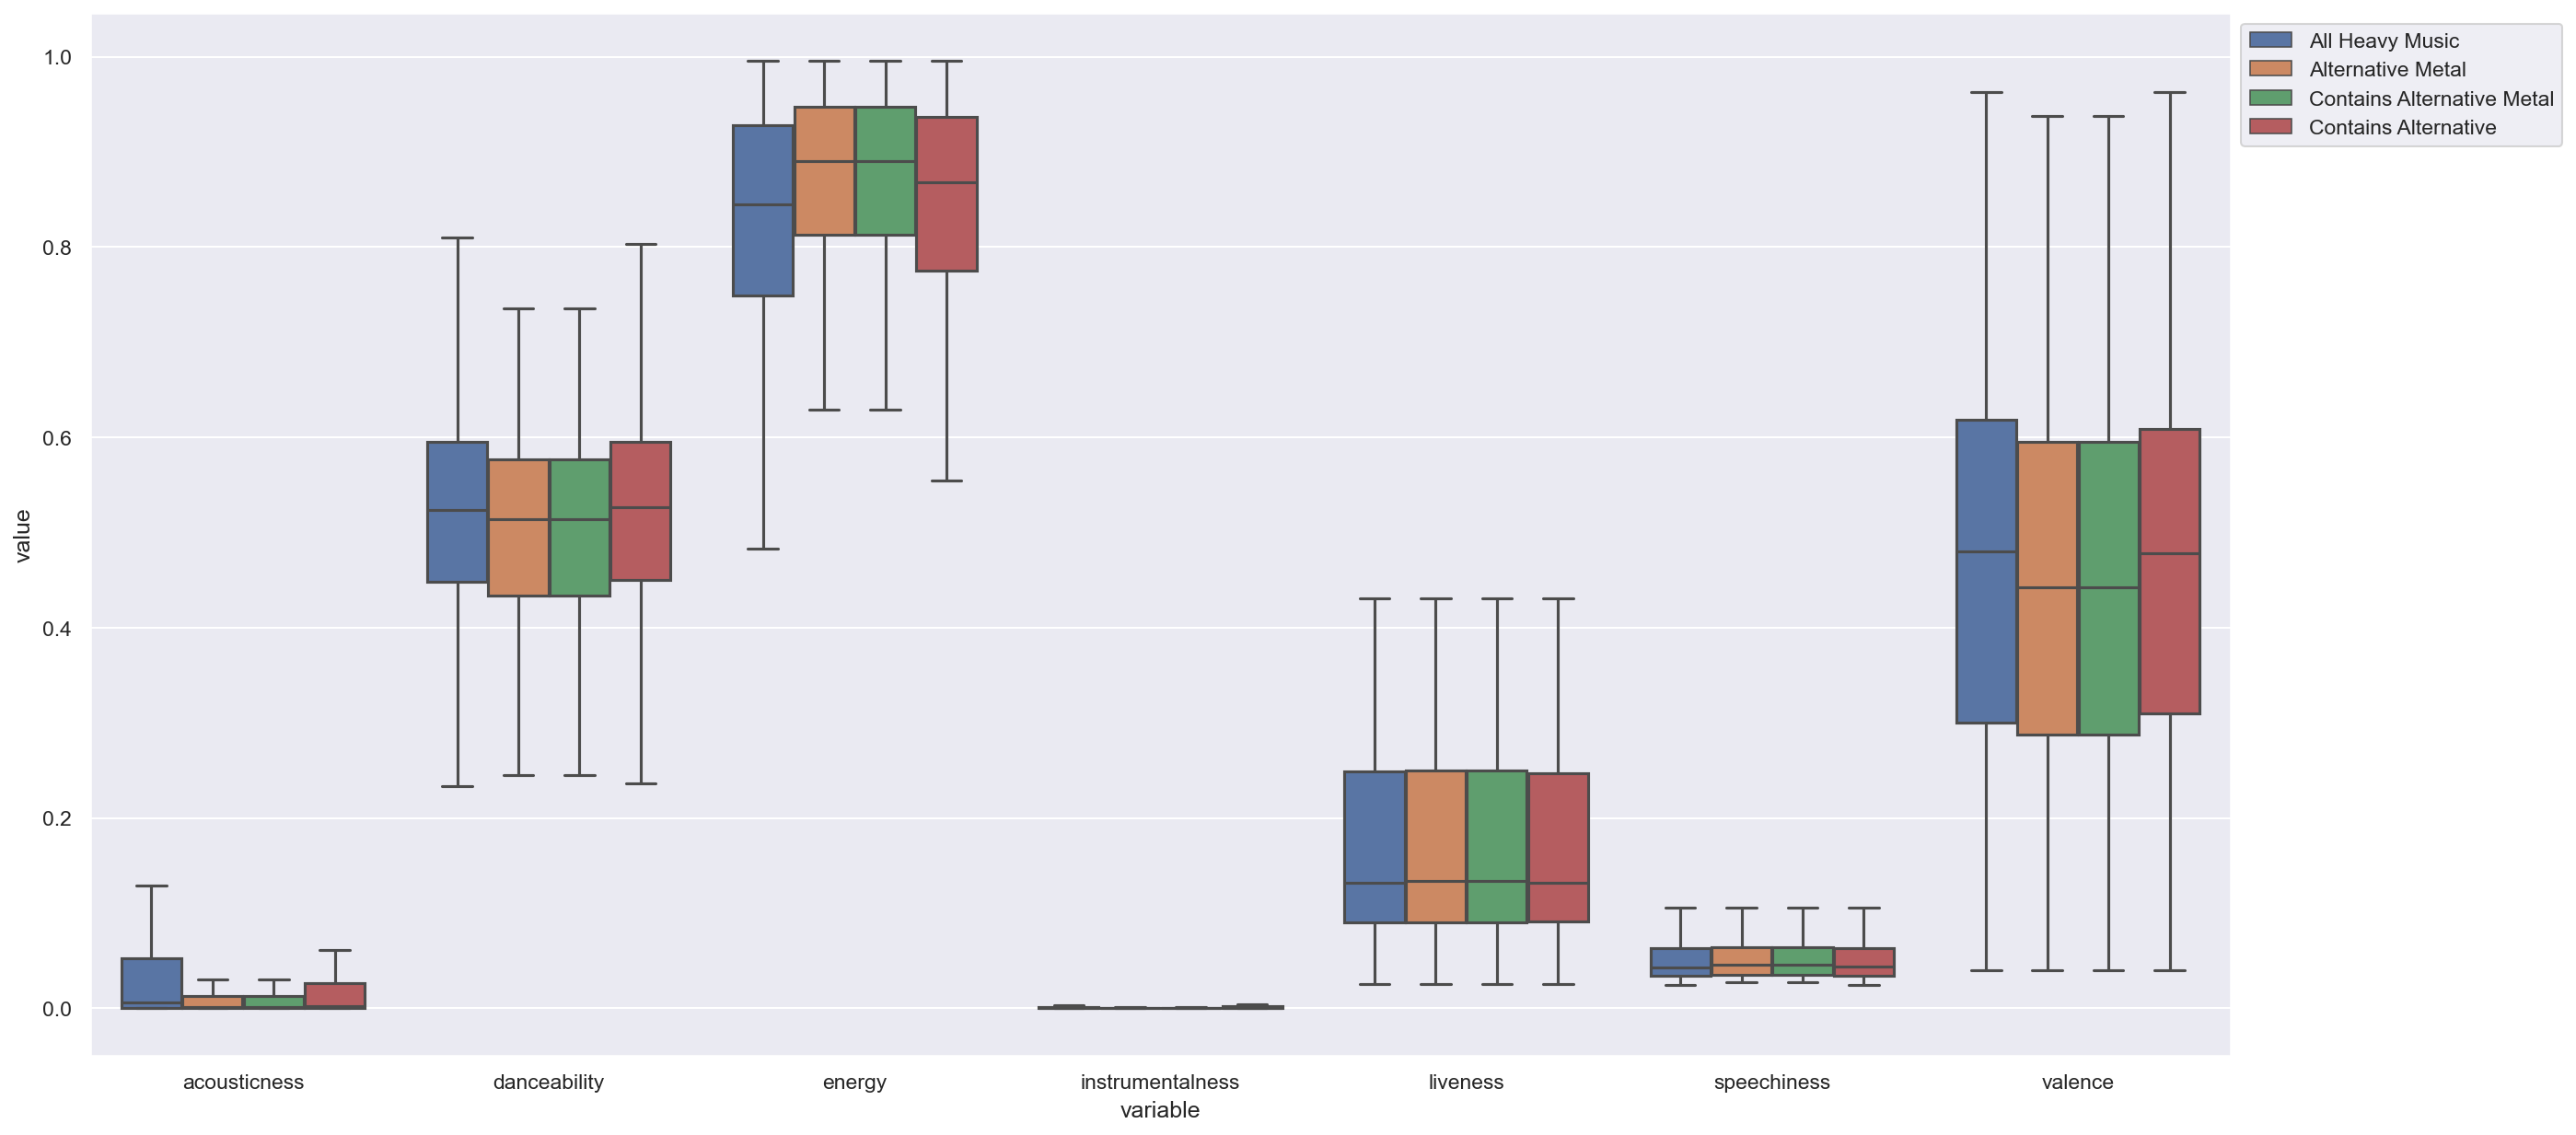 1.0
0.8
0.6
0.4
0.2
0.0
value
acousticness
danceability
energy
instrumentalness
liveness
speechiness
valence
variable
All Heavy Music
Alternative Metal
Contains Alternative Metal
Contains Alternative